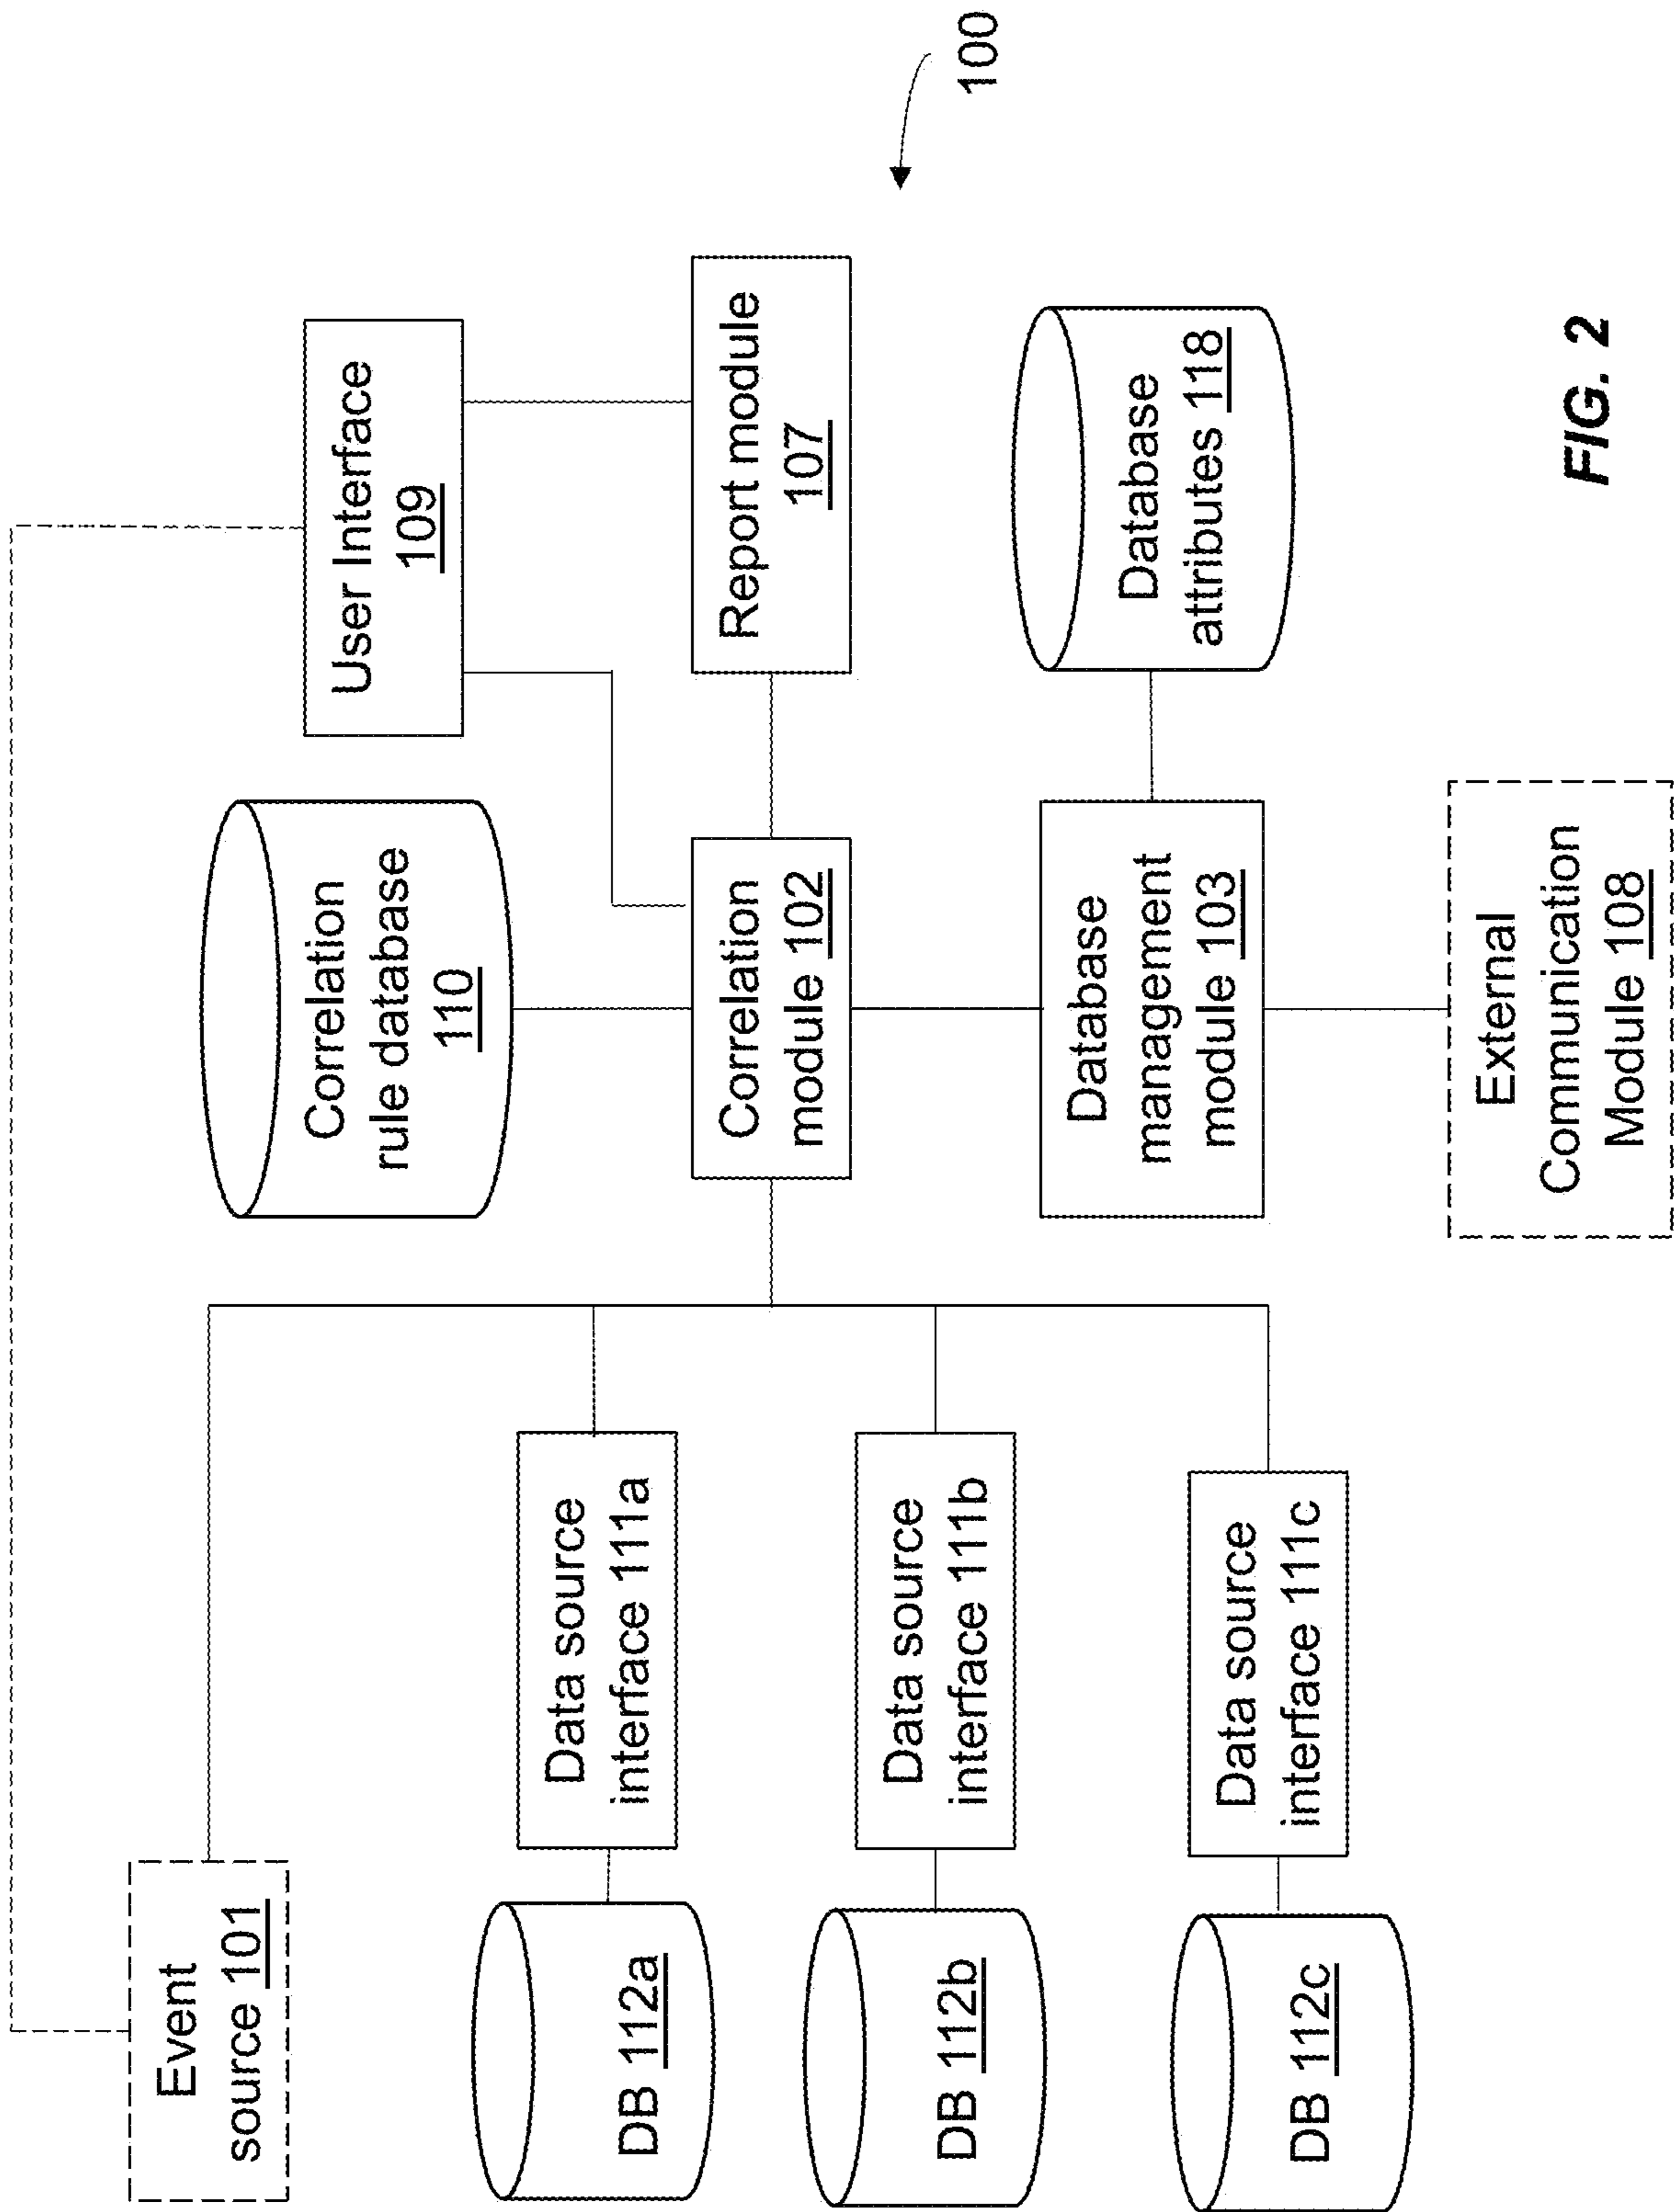 Event
source 101
DB 112a
DB 112b
DB 112c
Data source
interface 111a
Data source
interface 111b
Data source
interface 111c
Correlation
rule database
110
Correlation
module 102
Database
management
module 103
External
Communication
Module 108
User Interface
109
Report module
107
Database
attributes 118
100
FIG. 2